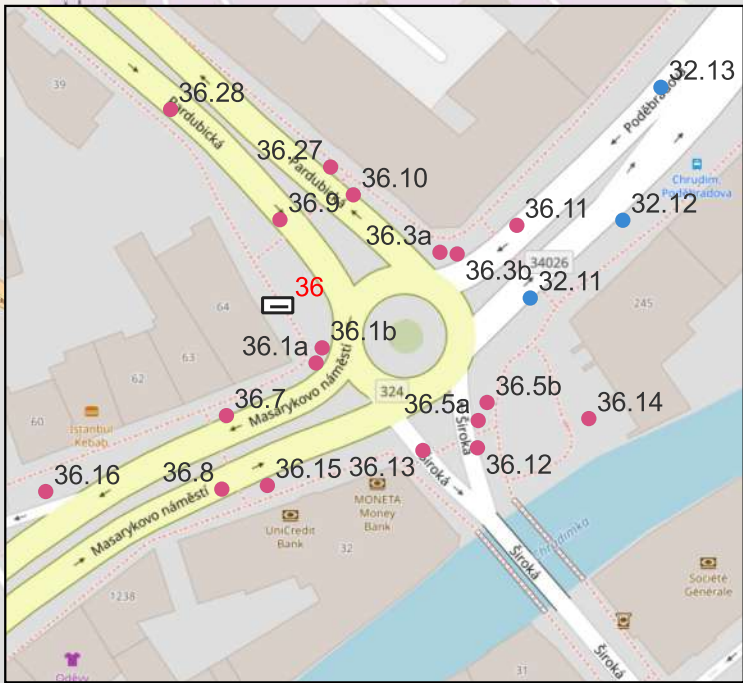 32.13
39
36.28
Pardubická
Poděbradova
36.27
Pardubická
36.10
Chrudim,
Poděbradova
36.9
36.11
32.12
36.3a
36.3b
34026
36
32.11
64
245
36.1b
36.1a
63
62
324
36.7
Masarykovo náměstí
36.5b
36.5a
60
Istanbul
Kebab
Široká
36.14
36.16
36.8
36.15
36.13
Široká
36.12
MONETA
Money
Bank
Masarykovo náměstí
UniCredit
Bank
32
Chrudimka
Široká
Société
Générale
1238
Oděvy
31
Široká